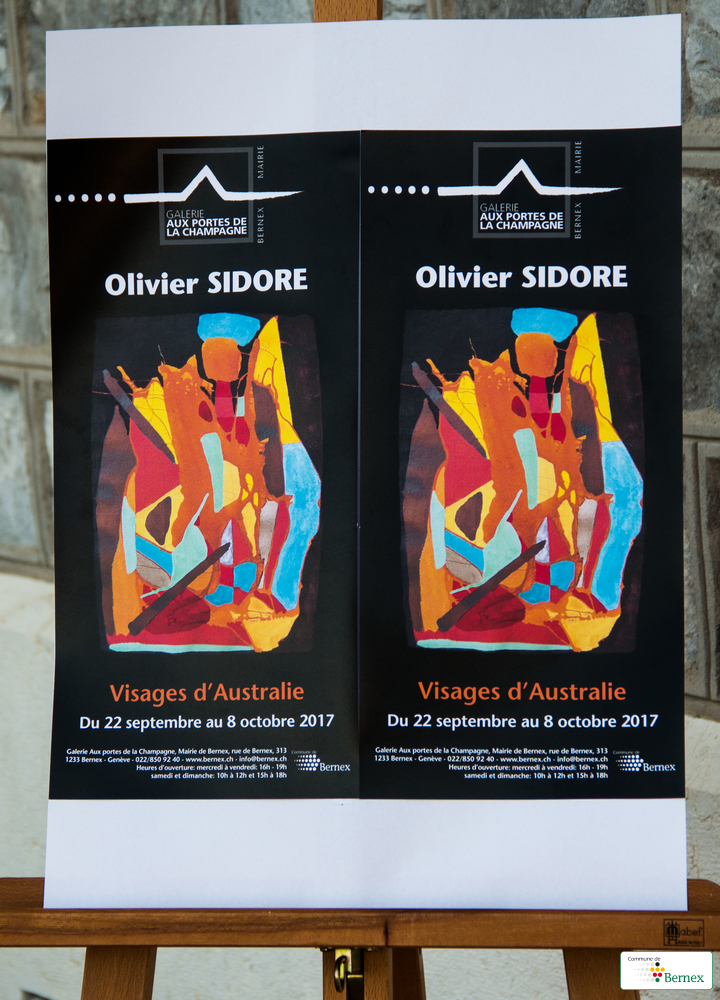 MAIRIE
GALERIE
AUX PORTES DE
LA CHAMPAGNE
BERNEX
Olivier SIDORE
Visages d'Australie
Du 22 septembre au 8 octobre 2017
Galerie Aux portes de la Champagne, Mairie de Bernex, rue de Bernex, 313
1233 Bernex - Genève - 022/850 92 40 - www.bernex.ch - info@bernex.ch
Heures d'ouverture: mercredi à vendredi: 16h - 19h
samedi et dimanche: 10h à 12h et 15h à 18h
Commune de
Bernex
MAIRIE
GALERIE
AUX PORTES DE
LA CHAMPAGNE
BERNEX
Olivier SIDORE
Visages d'Australie
Du 22 septembre au 8 octobre 2017
Galerie Aux portes de la Champagne, Mairie de Bernex, rue de Bernex, 313
1233 Bernex - Genève - 022/850 92 40 - www.bernex.ch - info@bernex.ch
Heures d'ouverture: mercredi à vendredi: 16h - 19h
samedi et dimanche: 10h à 12h et 15h à 18h
Commune de
Bernex
mabef
Commune de
Bernex